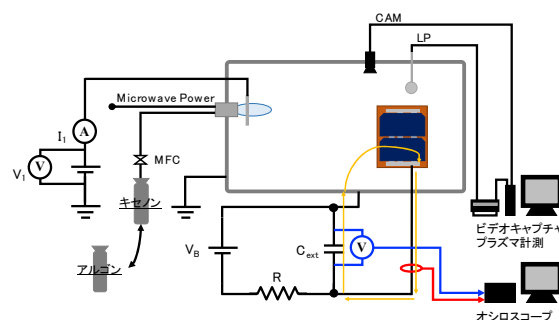 CAM
LP
Microwave Power
I1
A
V1
V
MFC
キセノン
アルゴン
VB
Cext
V
R
ビデオキャプチャ
プラズマ計測
オシロスコープ